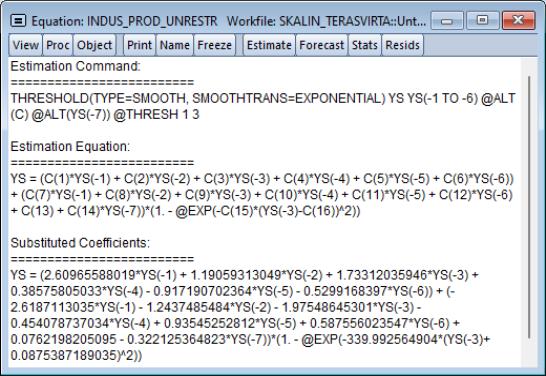 Equation: INDUS_PROD_UNRESTR Workfile: SKALIN_TERASVIRTA::Unt...
View Proc Object Print Name Freeze Estimate Forecast Stats Resids
Estimation Command:
=========================
THRESHOLD(TYPE=SMOOTH, SMOOTHTRANS=EXPONENTIAL) YS YS(-1 TO -6) @ALT
(C) @ALT(YS(-7)) @THRESH 1 3
Estimation Equation:
=========================
YS = (C(1)*YS(-1) + C(2)*YS(-2) + C(3)*YS(-3) + C(4)*YS(-4) + C(5)*YS(-5) + C(6)*YS(-6))
+ (C(7)*YS(-1) + C(8)*YS(-2) + C(9)*YS(-3) + C(10)*YS(-4) + C(11)*YS(-5) + C(12)*YS(-6)
+ C(13) + C(14)*YS(-7))*(1. - @EXP(-C(15)*(YS(-3)-C(16))^2))
Substituted Coefficients:
=========================
YS = (2.60965588019*YS(-1) + 1.19059313049*YS(-2) + 1.73312035946*YS(-3) +
0.38575805033*YS(-4) - 0.917190702364*YS(-5) - 0.5299168397*YS(-6)) + (-
2.6187113035*YS(-1) - 1.2437485484*YS(-2) - 1.97548645301*YS(-3) -
0.454078737034*YS(-4) + 0.93545252812*YS(-5) + 0.587556023547*YS(-6) +
0.0762198205095 - 0.322125364823*YS(-7))*(1. - @EXP(-339.992564904*(YS(-3)+
0.0875387189035)^2))